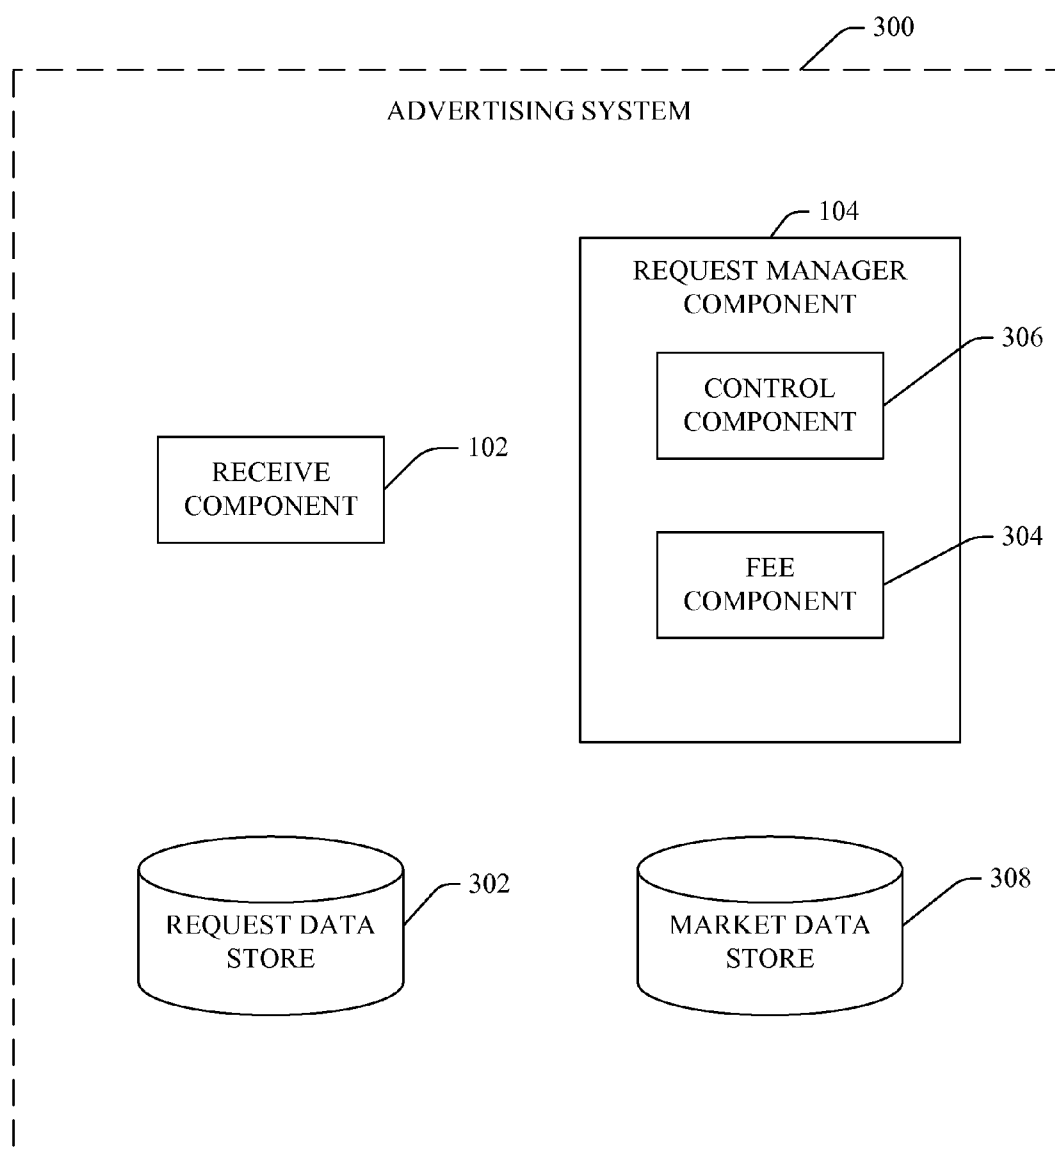 300
ADVERTISING SYSTEM
104
REQUEST MANAGER
COMPONENT
306
CONTROL
COMPONENT
102
RECEIVE
COMPONENT
304
FEE
COMPONENT
302
REQUEST DATA
STORE
308
MARKET DATA
STORE